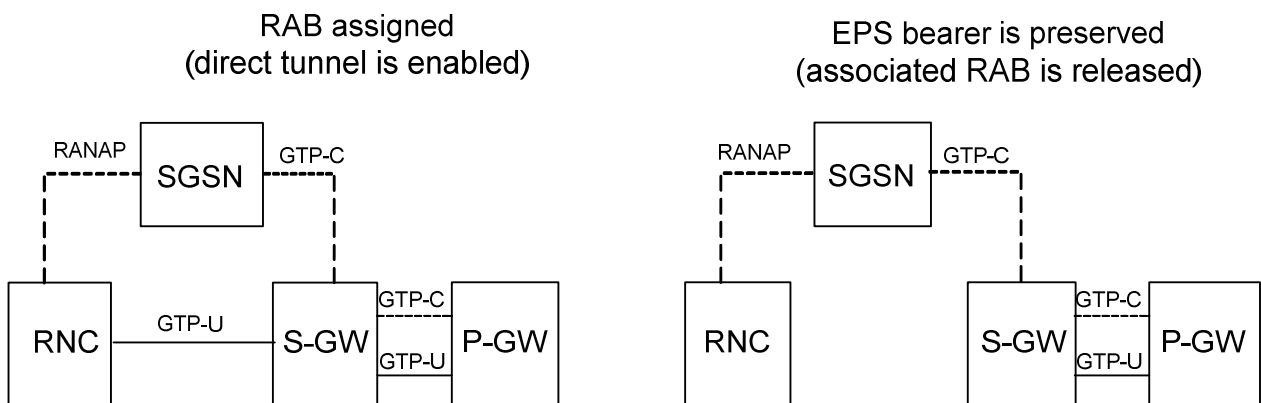 RAB assigned
(direct tunnel is enabled)
RANAP
SGSN
GTP-C
RNC
GTP-U
S-GW
GTP-C
GTP-U
P-GW
EPS bearer is preserved
(associated RAB is released)
RANAP
SGSN
GTP-C
RNC
S-GW
GTP-C
GTP-U
P-GW